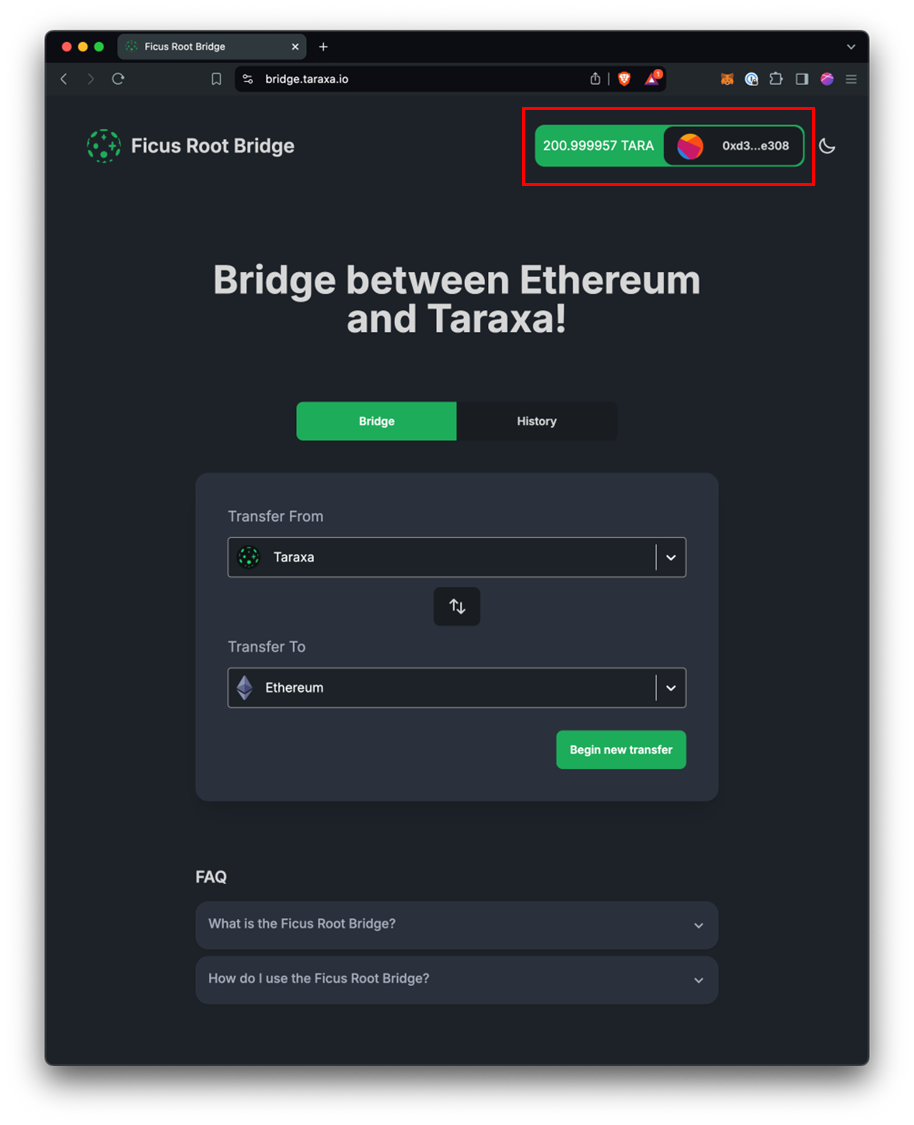 Ficus Root Bridge
bridge.taraxa.io
1
Ficus Root Bridge
200.999957 TARA
0xd3...e308
Bridge between Ethereum
and Taraxa!
Bridge
History
Transfer From
Taraxa
Transfer To
Ethereum
Begin new transfer
FAQ
What is the Ficus Root Bridge?
How do I use the Ficus Root Bridge?